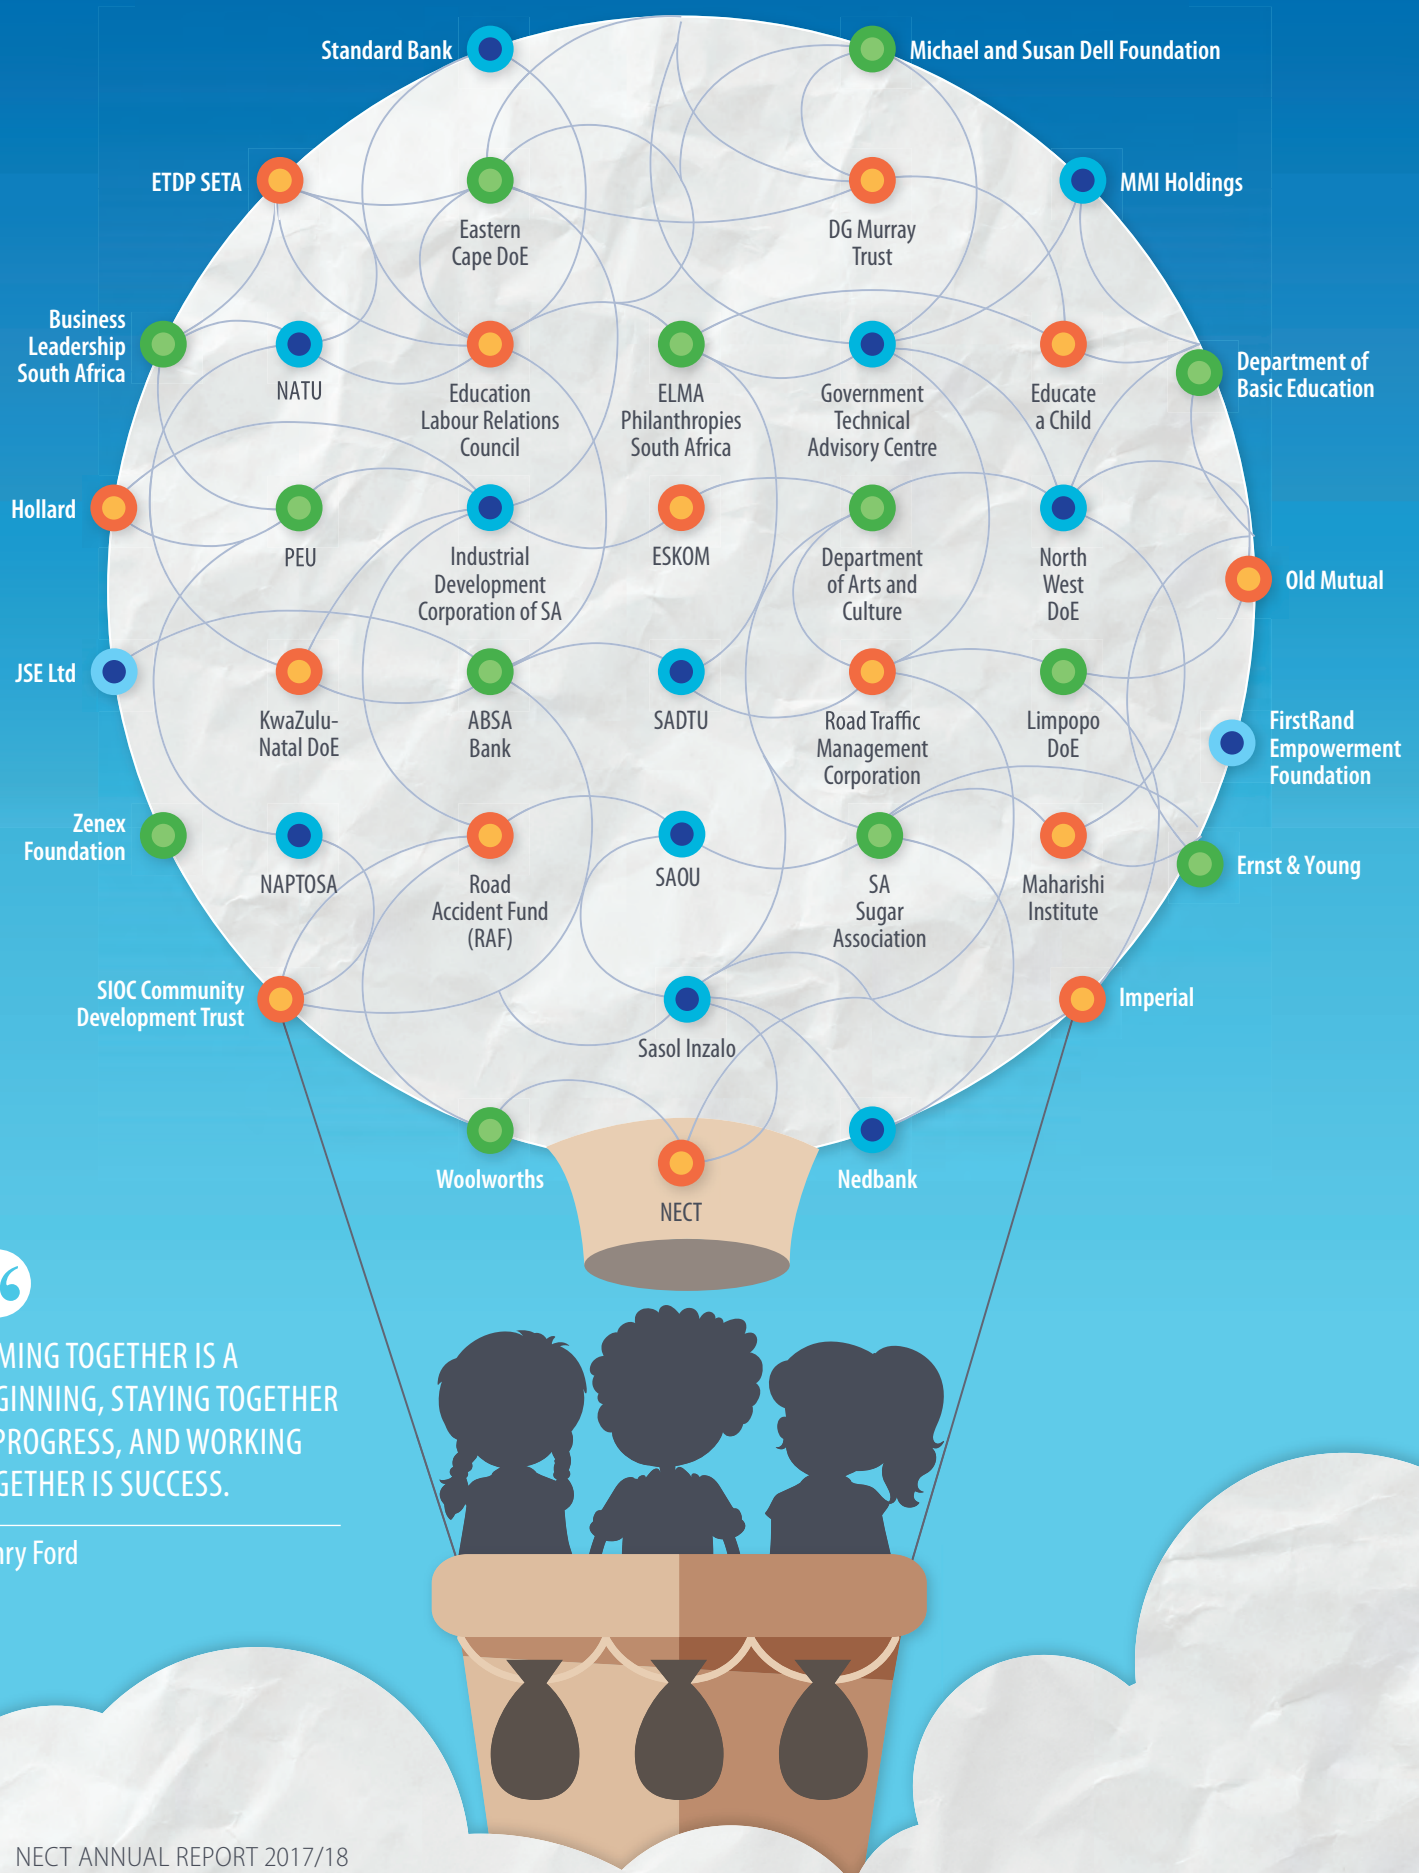 Standard Bank
Michael and Susan Dell Foundation
ETDP SETA
MMI Holdings
Eastern
Cape DoE
DG Murray
Trust
Business
Leadership
South Africa
NATU
Education
Labour Relations
Council
ELMA
Philanthropies
South Africa
Government
Technical
Advisory Centre
Educate
a Child
Department of
Basic Education
Hollard
PEU
Industrial
Development
Corporation of SA
ESKOM
Department
of Arts and
Culture
North
West
DoE
Old Mutual
JSE Ltd
KwaZulu-
Natal DoE
ABSA
Bank
SADTU
Road Traffic
Management
Corporation
Limpopo
DoE
FirstRand
Empowerment
Foundation
Zenex
Foundation
NAPTOSA
Road
Accident Fund
(RAF)
SAOU
SA
Sugar
Association
Maharishi
Institute
Ernst & Young
SIOC Community
Development Trust
Sasol Inzalo
Imperial
Woolworths
NECT
Nedbank
“
MING TOGETHER IS A
GINNING, STAYING TOGETHER
PROGRESS, AND WORKING
GETHER IS SUCCESS.
nry Ford
NECT ANNUAL REPORT 2017/18